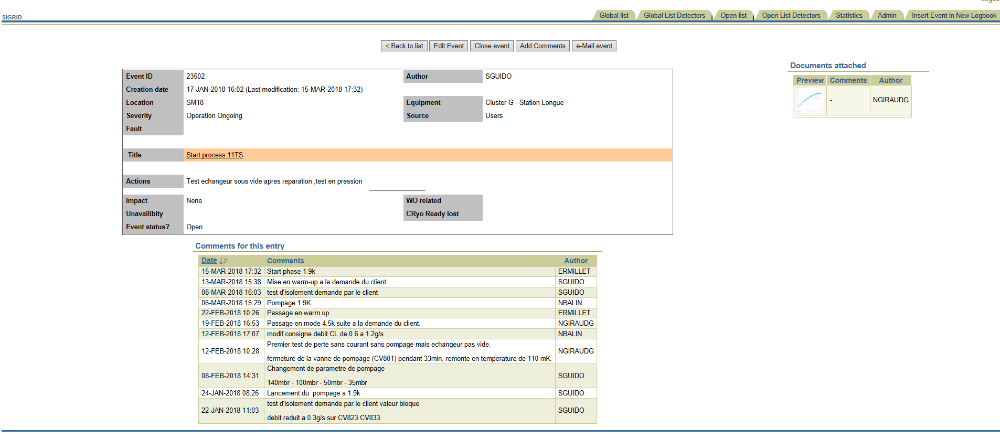 SIGRID
Global list
Global List Detectors
Open list
Open List Detectors
Statistics
Admin
Insert Event in New Logbook
< Back to list
Edit Event
Close event
Add Comments
e-Mail event
Event ID 23502 Author SGUIDO
Creation date 17-JAN-2018 16:02 (Last modification: 15-MAR-2018 17:32)
Location SM18 Equipment Cluster G - Station Longue
Severity Operation Ongoing Source Users
Fault
Title Start process 11TS
Actions Test echangeur sous vide apres reparation ,test en pression
Impact None WO related
Unavailibity CRyo Ready lost
Event status? Open
Documents attached
Preview Comments Author
- NGIRAUDG
Comments for this entry
Date Comments Author
15-MAR-2018 17:32 Start phase 1.9k ERMILLET
13-MAR-2018 15:38 Mise en warm-up a la demande du client SGUIDO
08-MAR-2018 16:03 test d'isolement demande par le client SGUIDO
06-MAR-2018 15:29 Pompage 1.9K NBALIN
22-FEB-2018 10:26 Passage en warm up ERMILLET
19-FEB-2018 16:53 Passage en mode 4.5k suite a la demande du client. NGIRAUDG
12-FEB-2018 17:07 modif consigne debit CL de 0.6 a 1.2g/s NBALIN
12-FEB-2018 10:28 Premier test de perte sans courant sans pompage mais echangeur pas vide. NGIRAUDG
fermeture de la vanne de pompage (CV801) pendant 33min, remonte en temperature de 110 mK.
08-FEB-2018 14:31 Changement de parametre de pompage SGUIDO
140mbr - 100mbr - 50mbr - 35mbr
24-JAN-2018 08:26 Lancement du  pompage a 1.9k SGUIDO
22-JAN-2018 11:03 test d'isolement demande par le client valeur bloque SGUIDO
debit reduit a 0.3g/s sur CV823 CV833